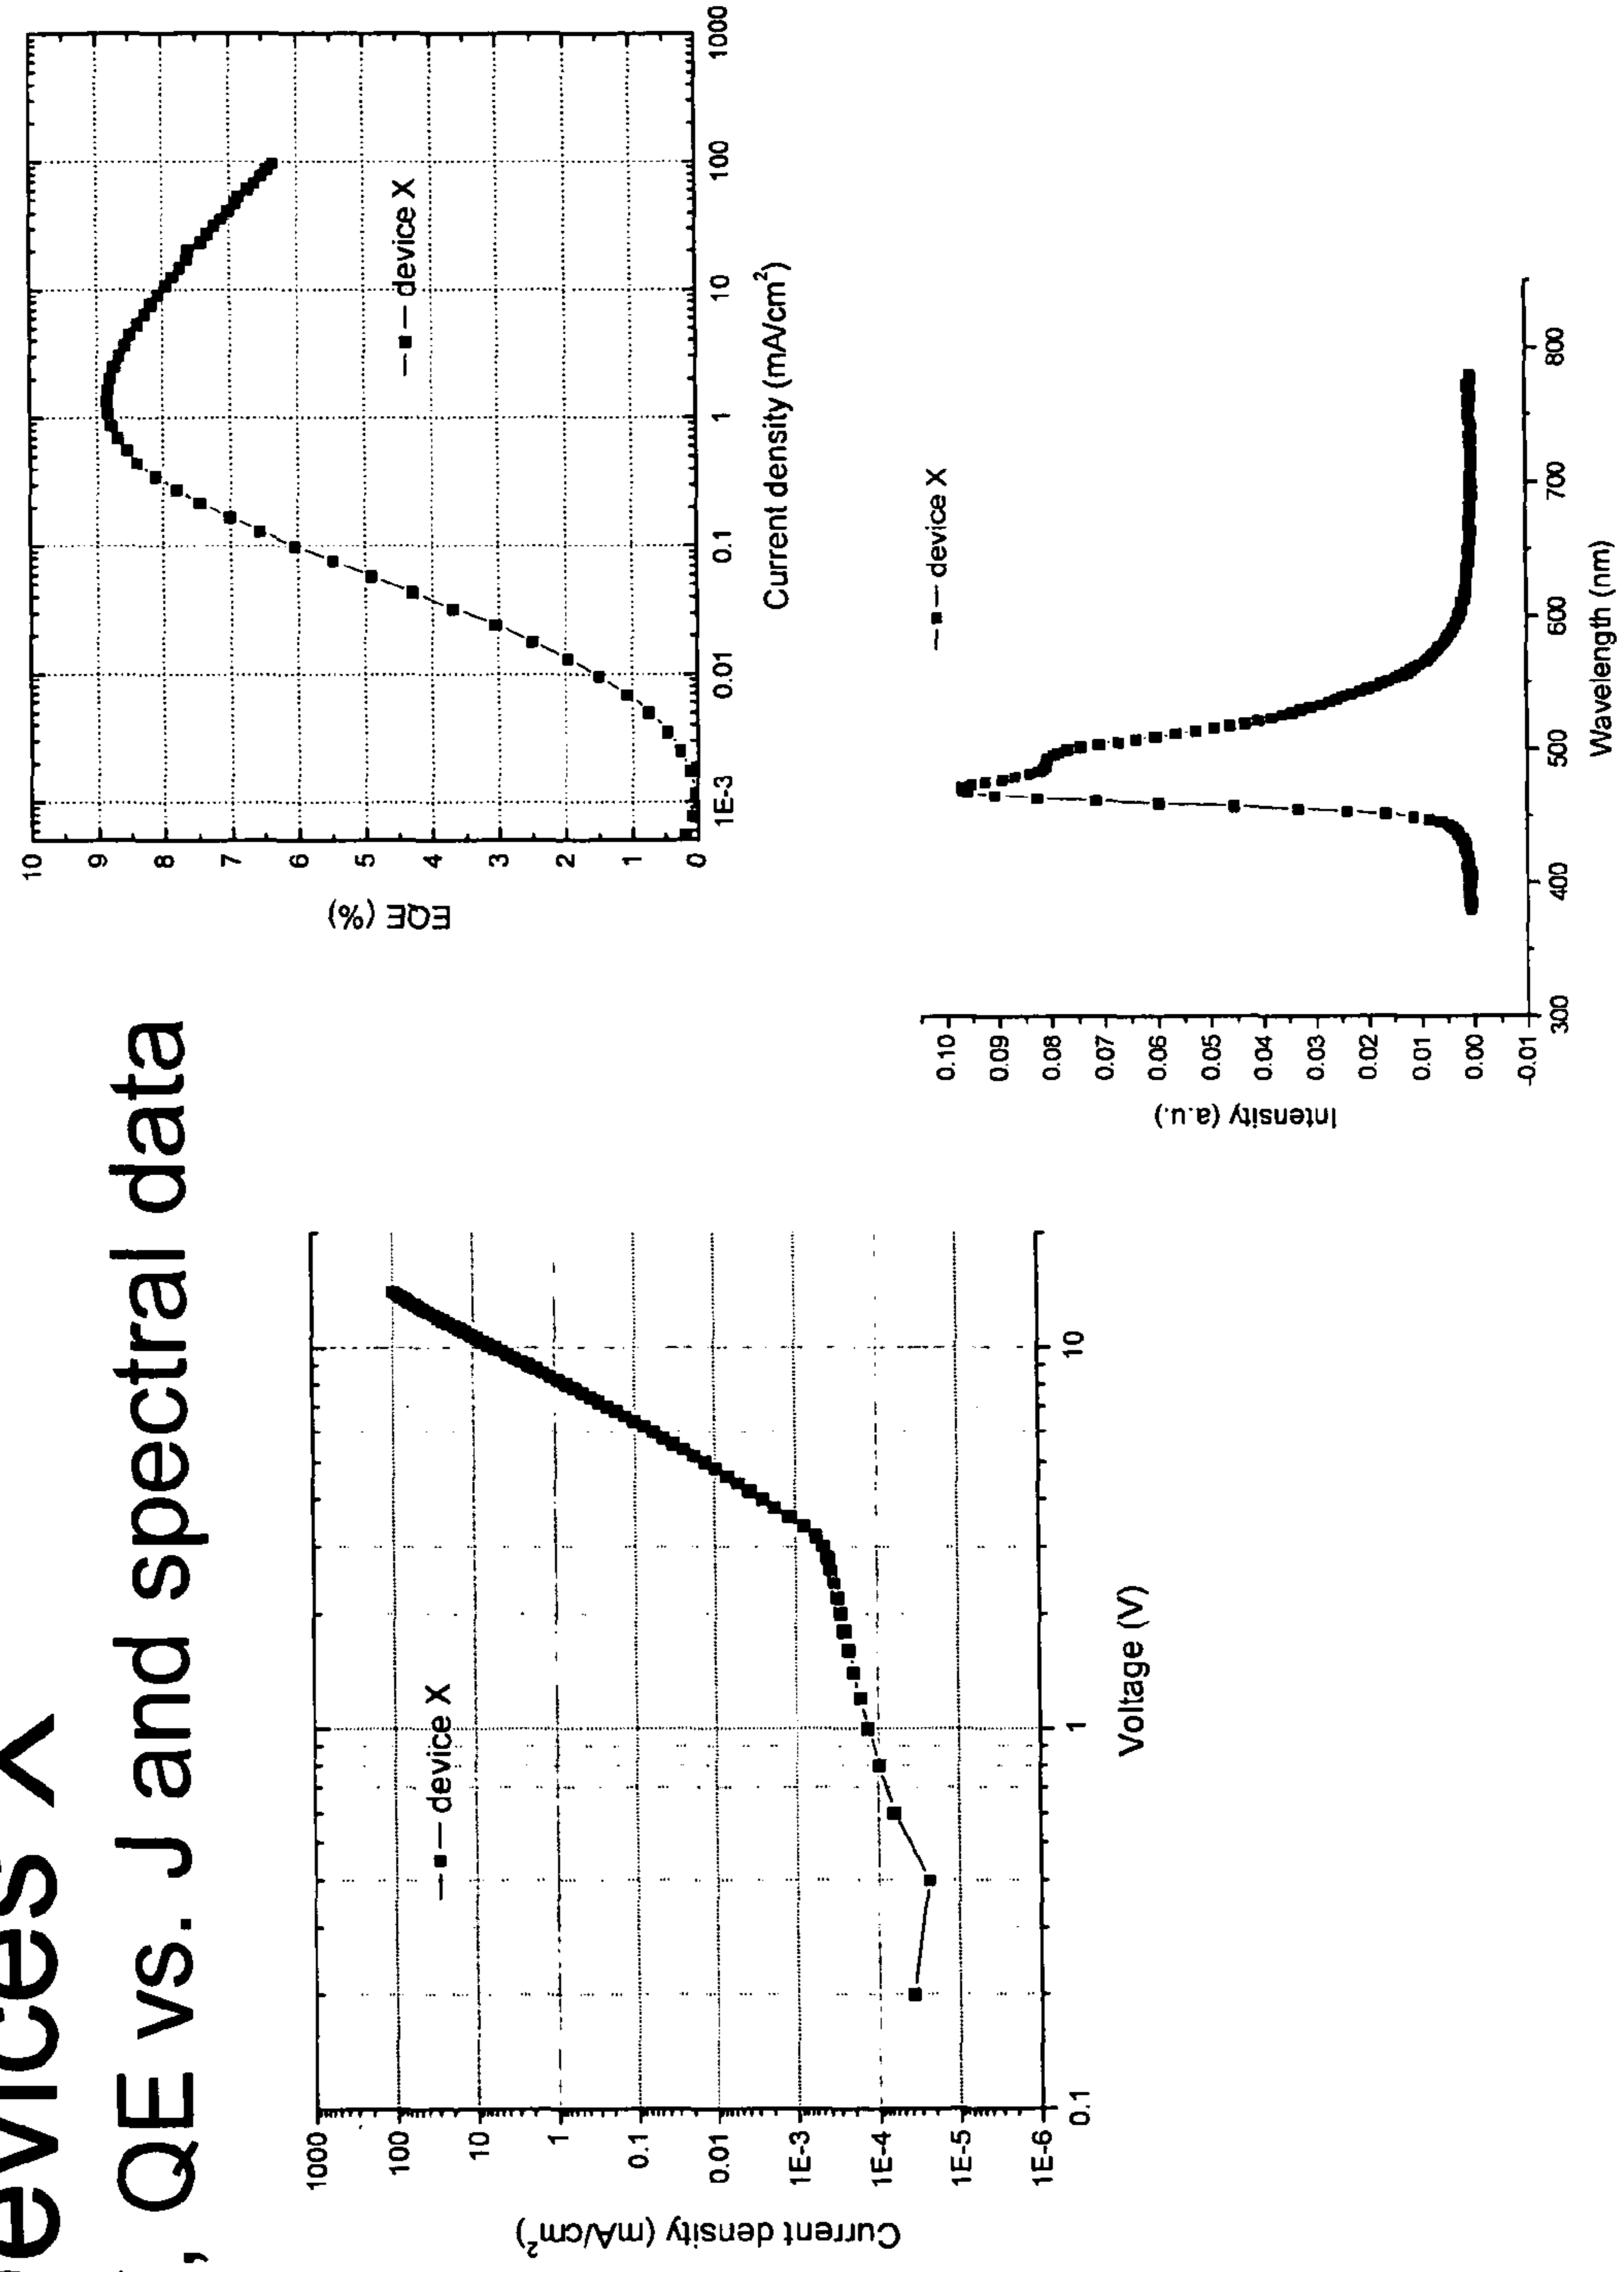 X
, QE vs. J and spectral data
1000
100
10
1
0.1
0.01
1E-3
1E-4
1E-5
1E-6
Current density (mA/cm²)
device X
0.1
1
10
Voltage (V)
10
9
8
7
6
5
4
3
2
1
0
EQE (%)
device X
1E-3
0.01
0.1
1
10
100
1000
Current density (mA/cm²)
0.10
0.09
0.08
0.07
0.06
0.05
0.04
0.03
0.02
0.01
0.00
-0.01
Intensity (a.u.)
device X
300
400
500
600
700
800
Wavelength (nm)